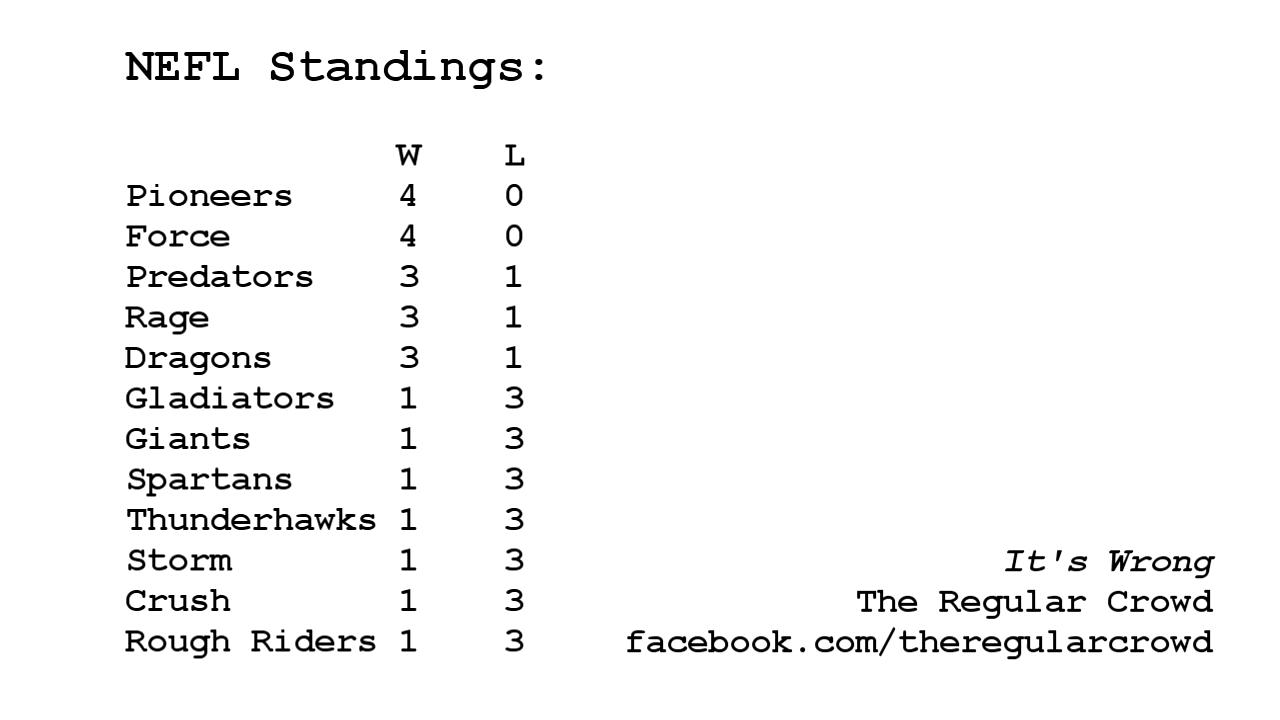 NEFL Standings:
W L
Pioneers 4 0
Force 4 0
Predators 3 1
Rage 3 1
Dragons 3 1
Gladiators 1 3
Giants 1 3
Spartans 1 3
Thunderhawks 1 3
Storm 1 3
Crush 1 3
Rough Riders 1 3
It's Wrong
The Regular Crowd
facebook.com/theregularcrowd